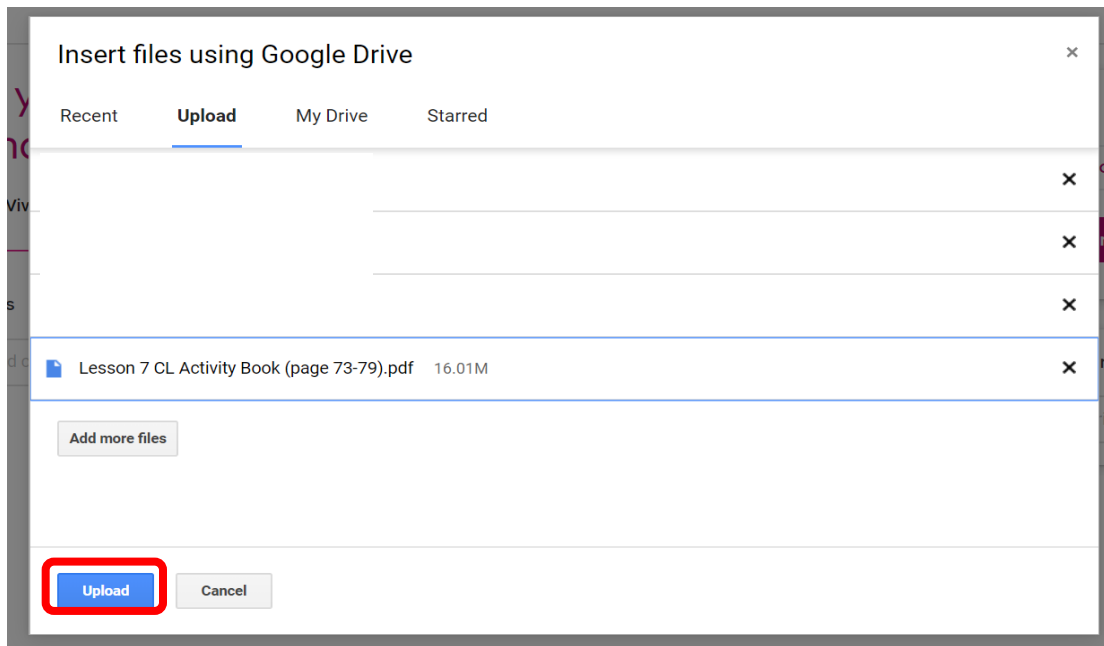 Insert files using Google Drive
×
Recent Upload My Drive Starred
Viv
Lesson 7 CL Activity Book (page 73-79).pdf 16.01M
Add more files
Upload Cancel